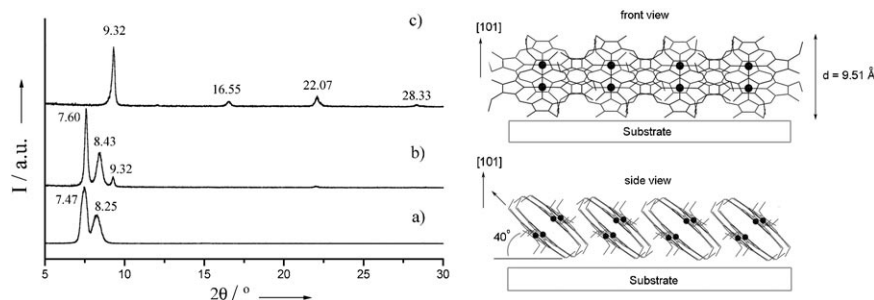 c)
9.32
16.55
22.07
28.33
7.60
8.43
9.32
b)
7.47
8.25
a)
I / a.u.
5 10 15 20 25 30
2θ / °
front view
[101]
d = 9.51 Å
Substrate
side view
[101]
40°
Substrate